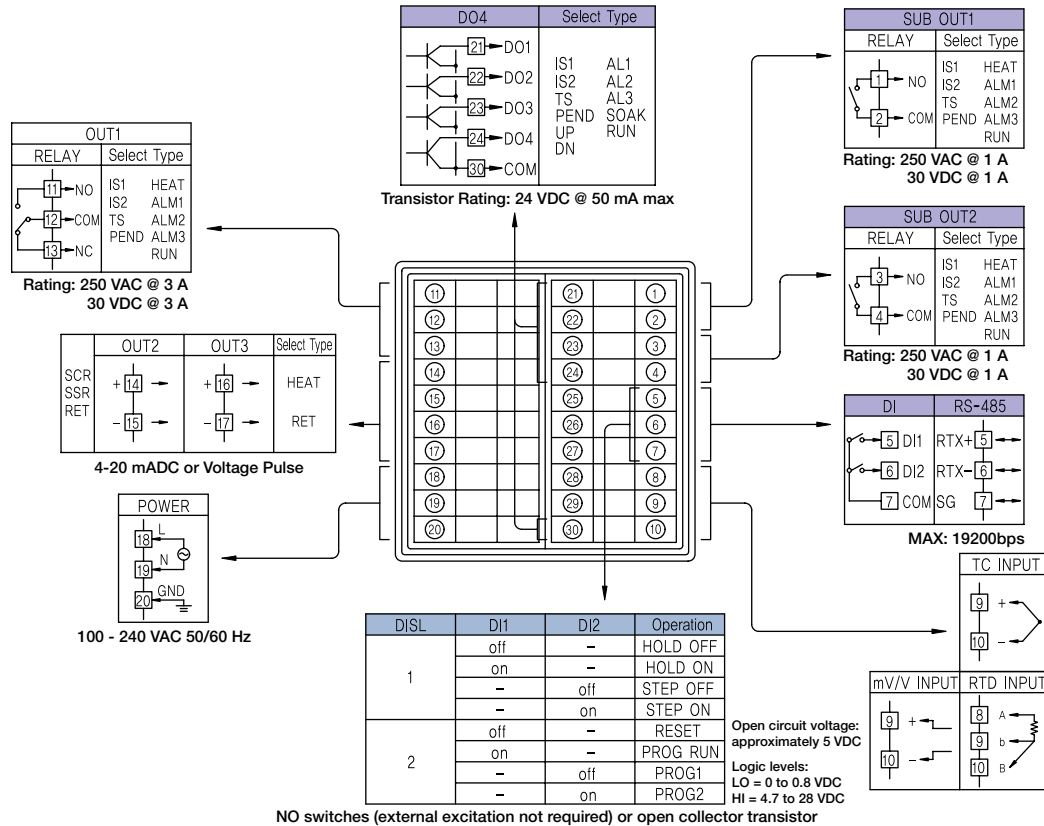 DO4 Select Type
21 DO1
22 DO2
23 DO3
24 DO4
30 COM
IS1 AL1
IS2 AL2
TS AL3
PEND SOAK
UP RUN
DN
Transistor Rating: 24 VDC @ 50 mA max
SUB OUT1
RELAY Select Type
1 NO
2 COM
IS1 HEAT
IS2 ALM1
TS ALM2
PEND ALM3
RUN
Rating: 250 VAC @ 1 A
30 VDC @ 1 A
OUT1
RELAY Select Type
11 NO
12 COM
13 NC
IS1 HEAT
IS2 ALM1
TS ALM2
PEND ALM3
RUN
Rating: 250 VAC @ 3 A
30 VDC @ 3 A
SUB OUT2
RELAY Select Type
3 NO
4 COM
IS1 HEAT
IS2 ALM1
TS ALM2
PEND ALM3
RUN
Rating: 250 VAC @ 1 A
30 VDC @ 1 A
11 21 1
12 22 2
13 23 3
14 24 4
15 25 5
16 26 6
17 27 7
18 28 8
19 29 9
20 30 10
OUT2 OUT3 Select Type
SCR
SSR
RET
+ 14 + 16 HEAT
- 15 - 17 RET
4-20 mADC or Voltage Pulse
DI RS-485
5 DI1 RTX+ 5
6 DI2 RTX- 6
7 COM SG 7
MAX: 19200bps
POWER
18 L
19 N
20 GND
100 - 240 VAC 50/60 Hz
TC INPUT
9 +
10 -
mV/V INPUT RTD INPUT
9 + 8 A
10 - 9 b
10 B
DISL DI1 DI2 Operation
1 off - HOLD OFF
on - HOLD ON
- off STEP OFF
- on STEP ON
2 off - RESET
on - PROG RUN
- off PROG1
- on PROG2
Open circuit voltage:
approximately 5 VDC
Logic levels:
LO = 0 to 0.8 VDC
HI = 4.7 to 28 VDC
NO switches (external excitation not required) or open collector transistor